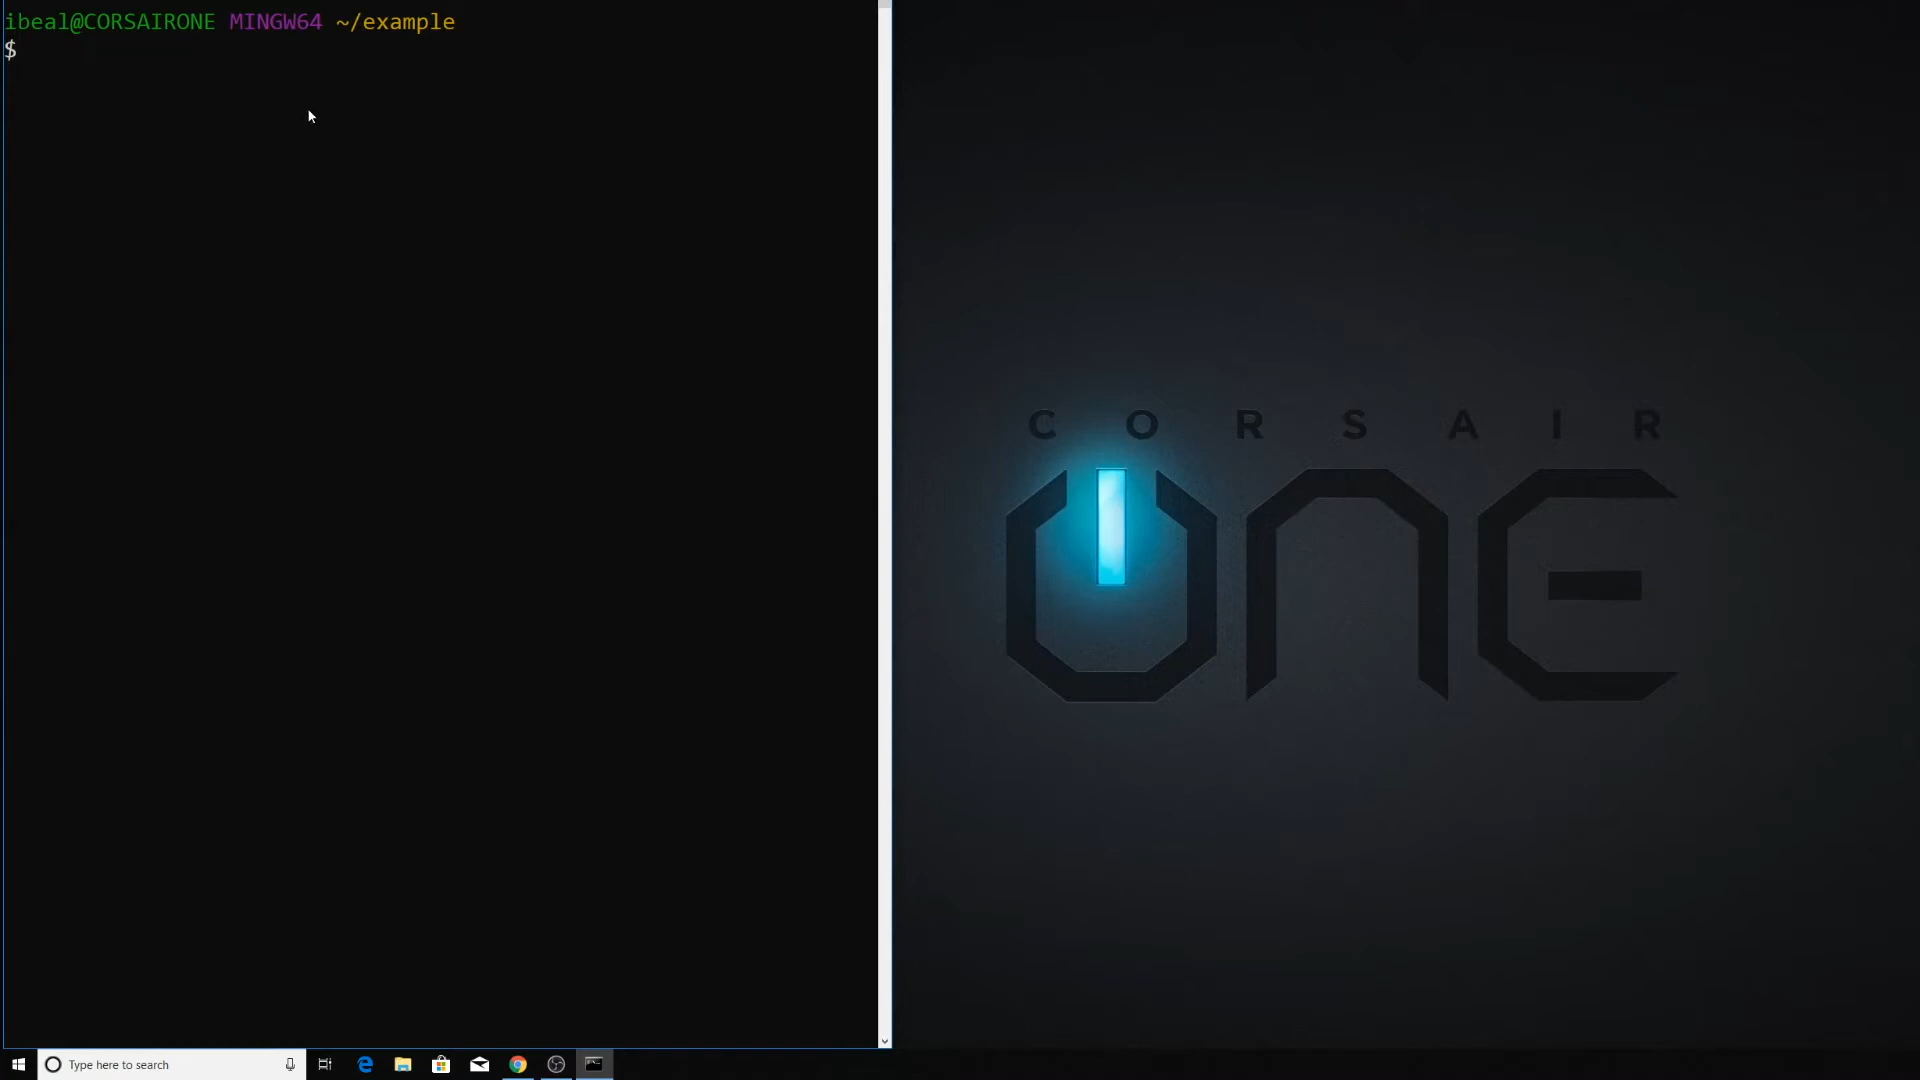 ibeal@CORSAIRONE MINGW64 ~/example
$
CORSAIR
ONE
Type here to search